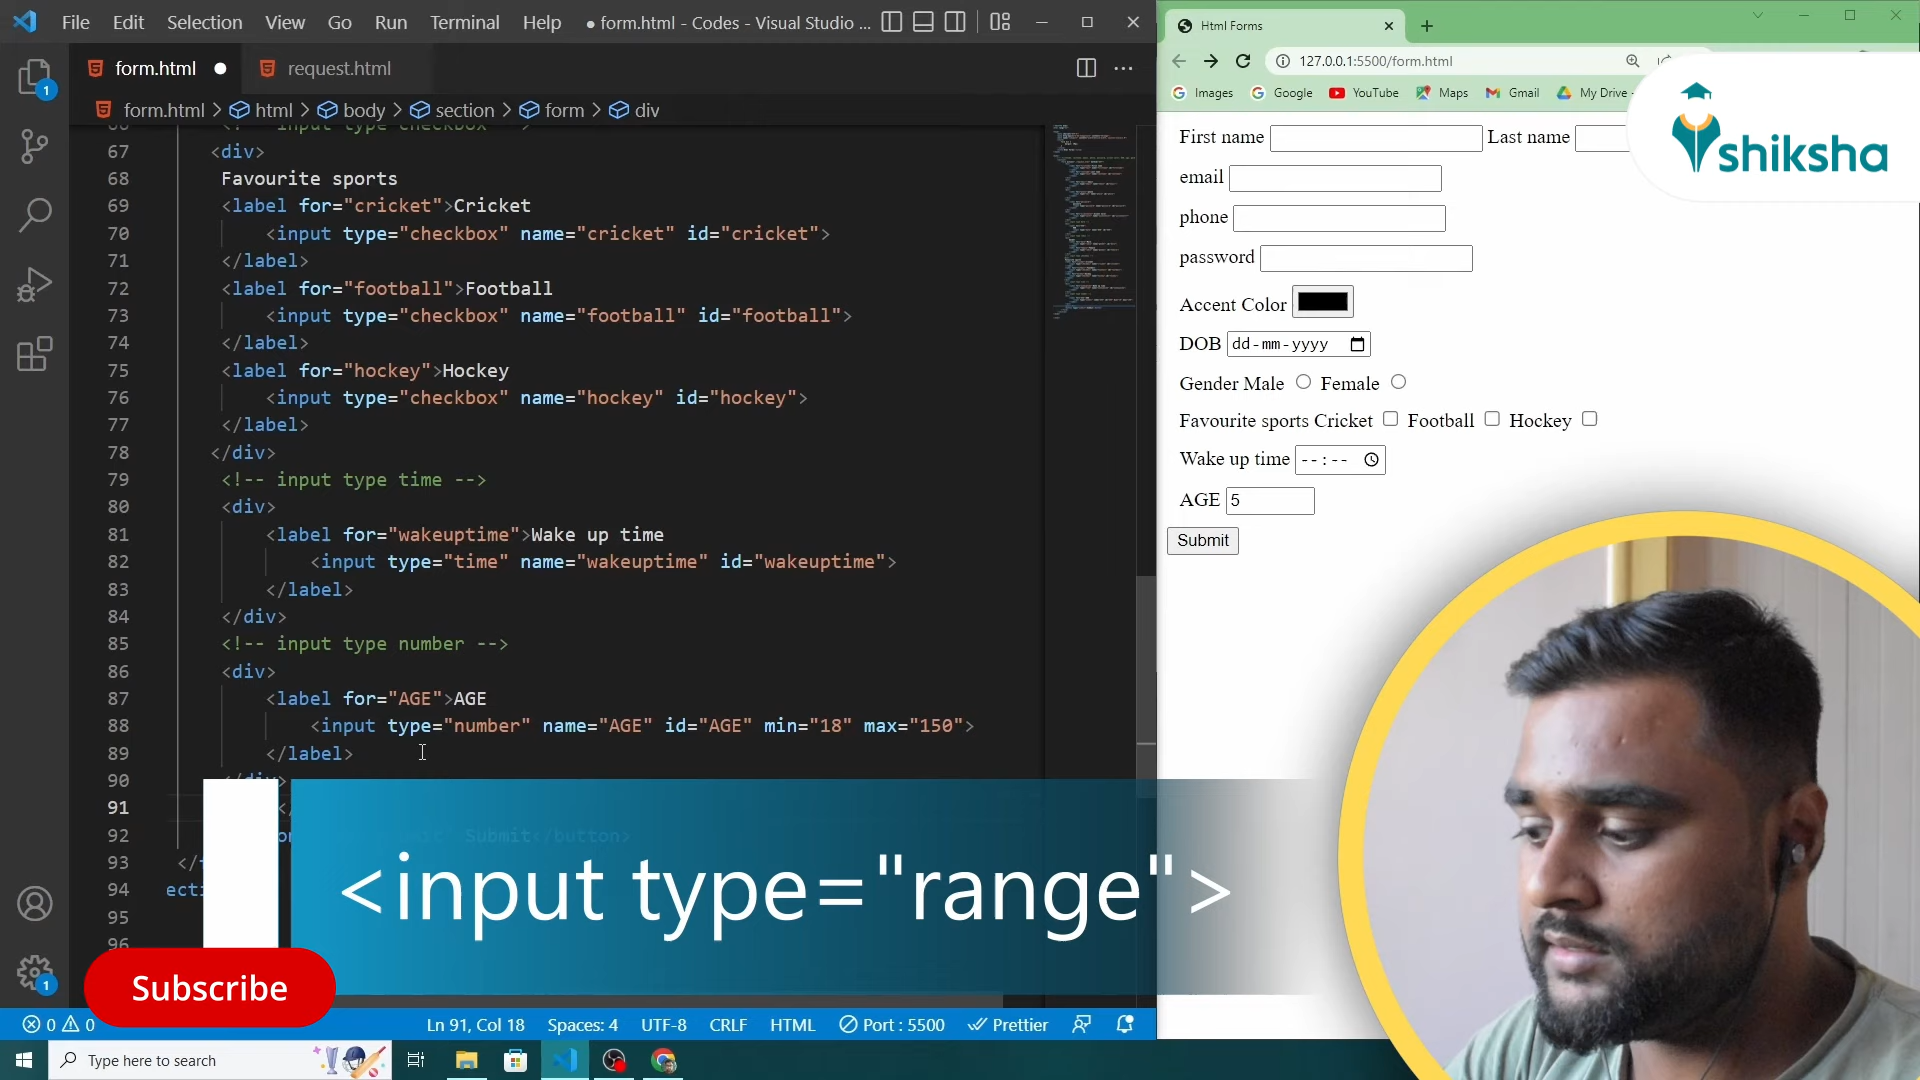 File Edit Selection View Go Run Terminal Help
● form.html - Codes - Visual Studio ...
form.html
request.html
form.html > html > body > section > form > div
67 <div>
68 Favourite sports
69 <label for="cricket">Cricket
70 <input type="checkbox" name="cricket" id="cricket">
71 </label>
72 <label for="football">Football
73 <input type="checkbox" name="football" id="football">
74 </label>
75 <label for="hockey">Hockey
76 <input type="checkbox" name="hockey" id="hockey">
77 </label>
78 </div>
79 <!-- input type time -->
80 <div>
81 <label for="wakeuptime">Wake up time
82 <input type="time" name="wakeuptime" id="wakeuptime">
83 </label>
84 </div>
85 <!-- input type number -->
86 <div>
87 <label for="AGE">AGE
88 <input type="number" name="AGE" id="AGE" min="18" max="150">
89 </label>
90 </div>
91
92 Submit</button>
93
94
95
96
<input type="range">
Subscribe
0 0
Ln 91, Col 18 Spaces: 4 UTF-8 CRLF HTML Port : 5500 Prettier
Type here to search
Html Forms
127.0.0.1:5500/form.html
Images Google YouTube Maps Gmail My Drive -
shiksha
First name Last name
email
phone
password
Accent Color
DOB dd-mm-yyyy
Gender Male Female
Favourite sports Cricket Football Hockey
Wake up time --:--
AGE 5
Submit